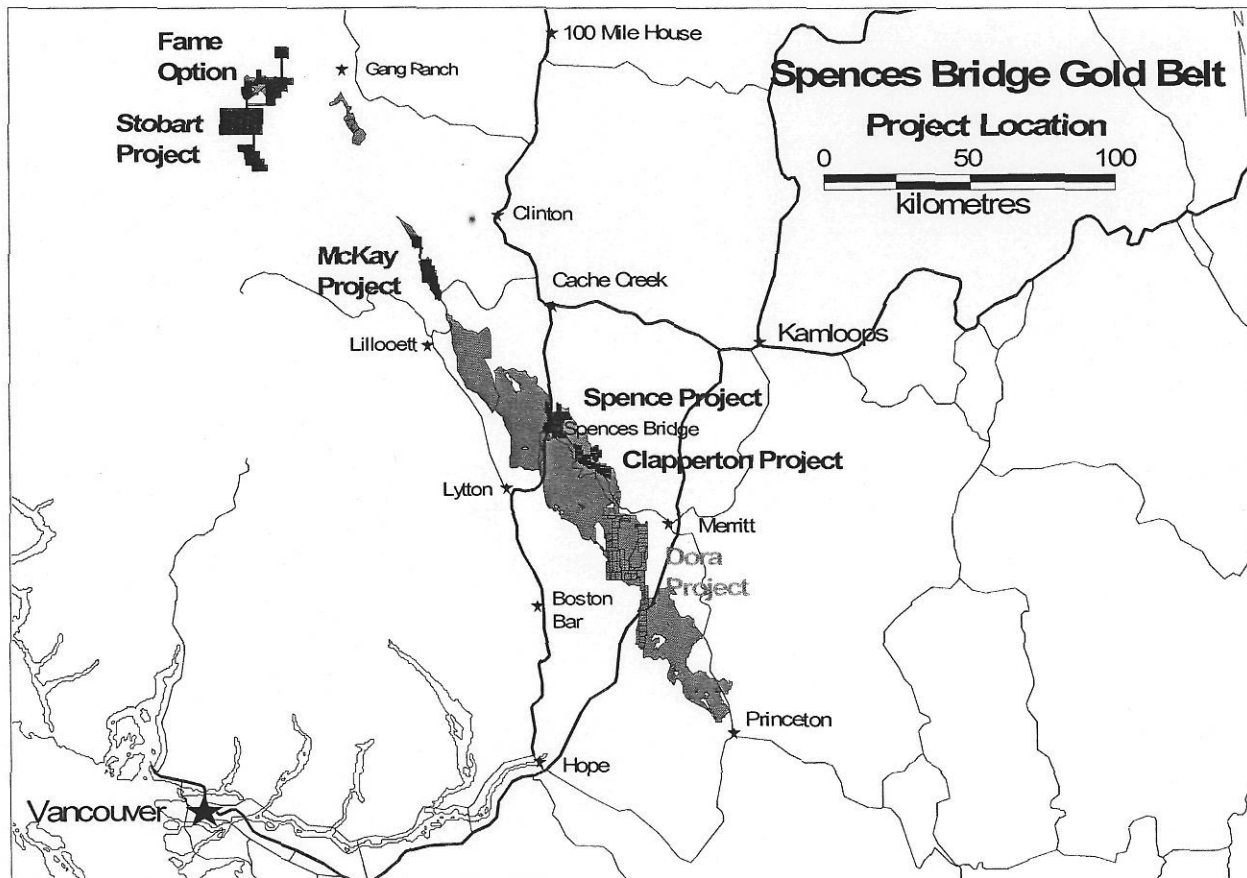 Fame
Option
Gang Ranch
100 Mile House
N
Spences Bridge Gold Belt
Project Location
0 50 100
kilometres
Stobart
Project
Clinton
McKay
Project
Cache Creek
Lillooett
Kamloops
Spence Project
Spences Bridge
Clapperton Project
Lytton
Merritt
Dora
Project
Boston
Bar
Princeton
Hope
Vancouver